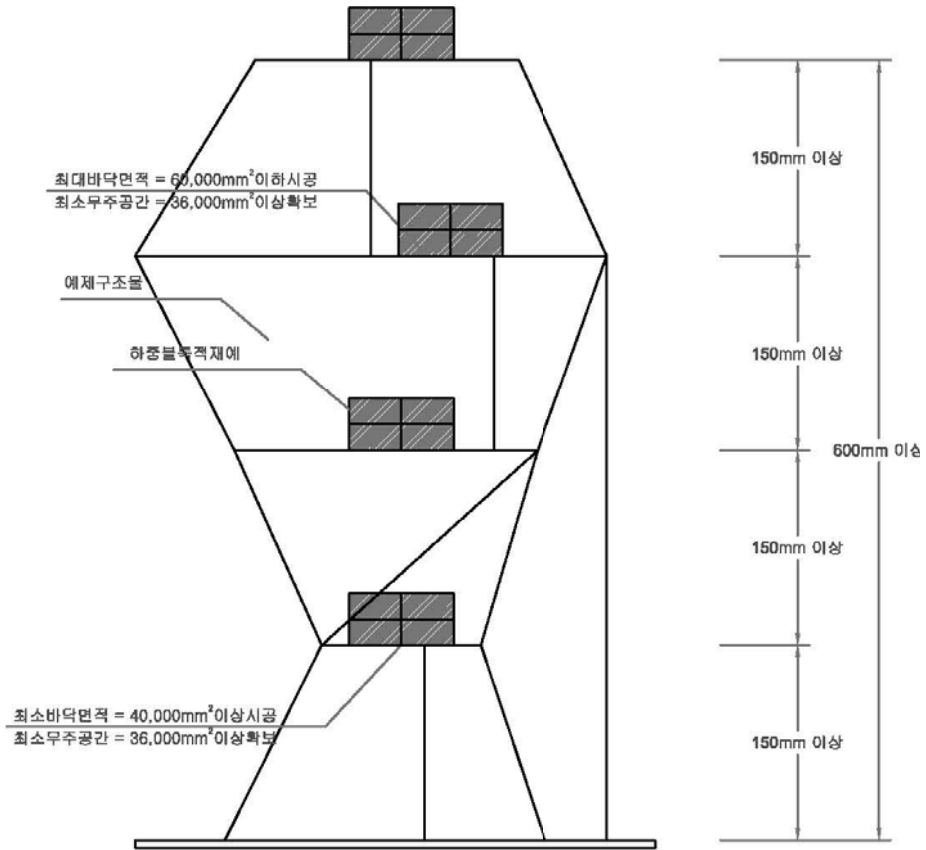 150mm 이상
최대바닥면적 = 60,000mm²이하시공
최소무주공간 = 36,000mm²이상확보
예제구조물
하중블록적재예
150mm 이상
600mm 이상
150mm 이상
최소바닥면적 = 40,000mm²이상시공
최소무주공간 = 36,000mm²이상확보
150mm 이상